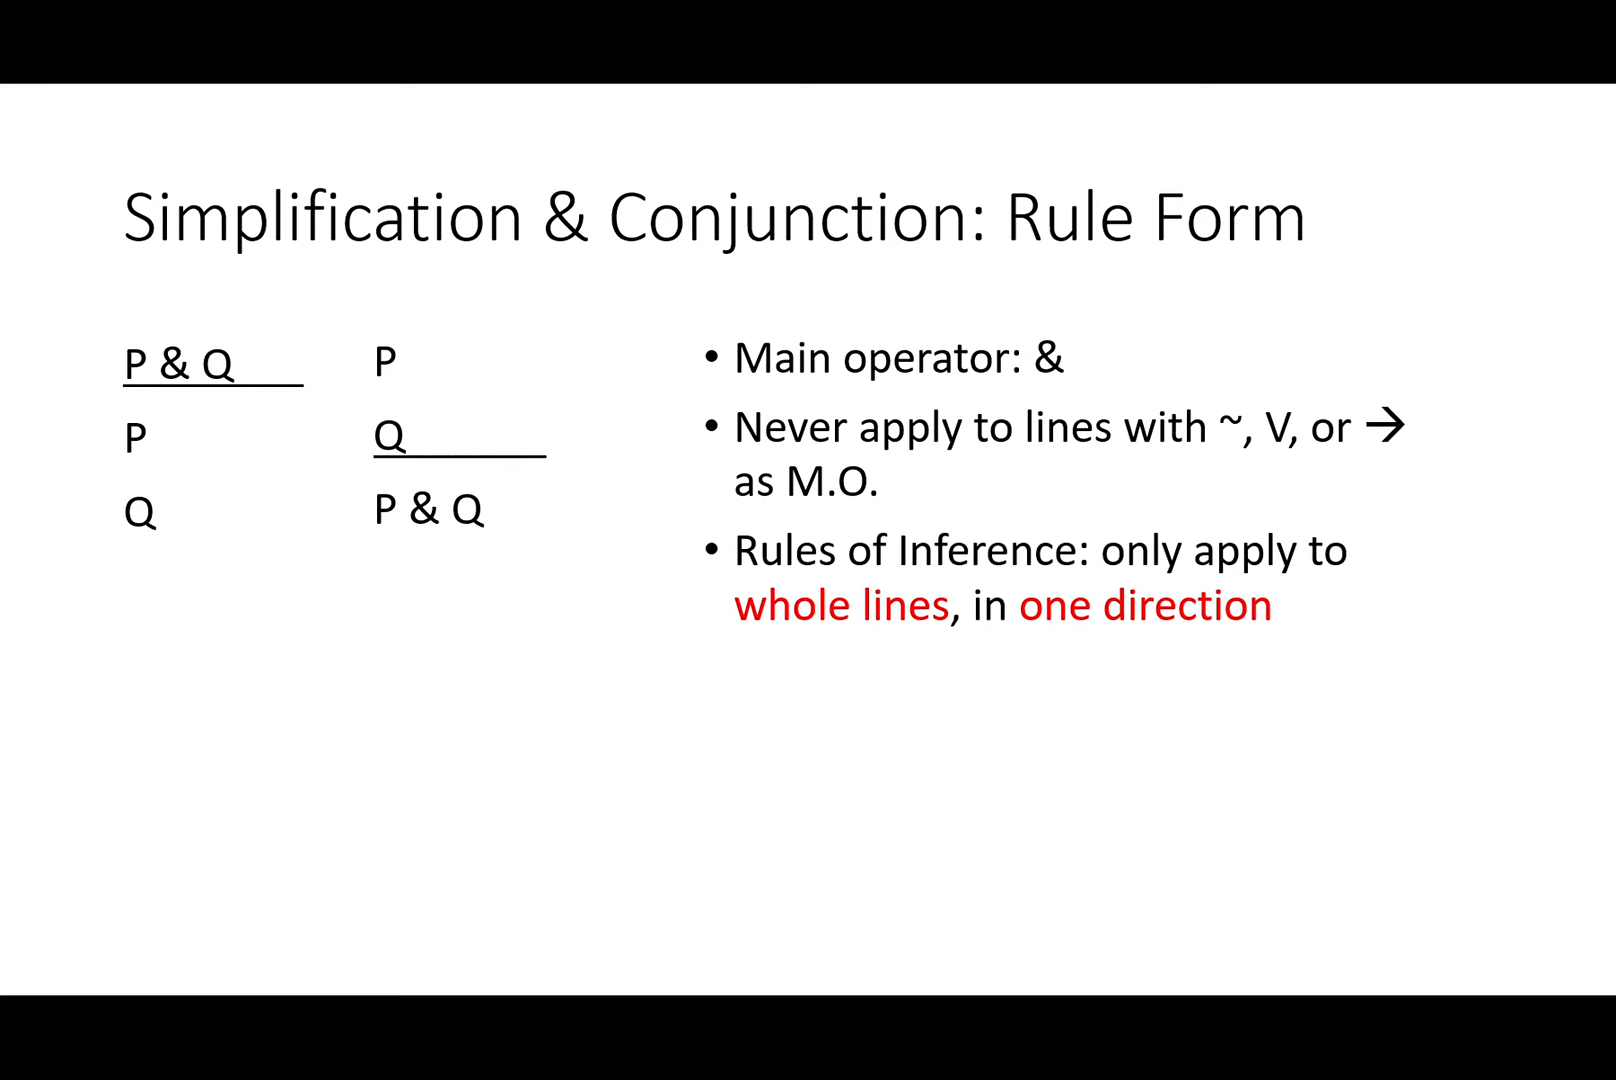 Simplification & Conjunction: Rule Form
P & Q
P
Q
P
Q
P & Q
• Main operator: &
• Never apply to lines with ~, V, or →
as M.O.
• Rules of Inference: only apply to
whole lines, in one direction